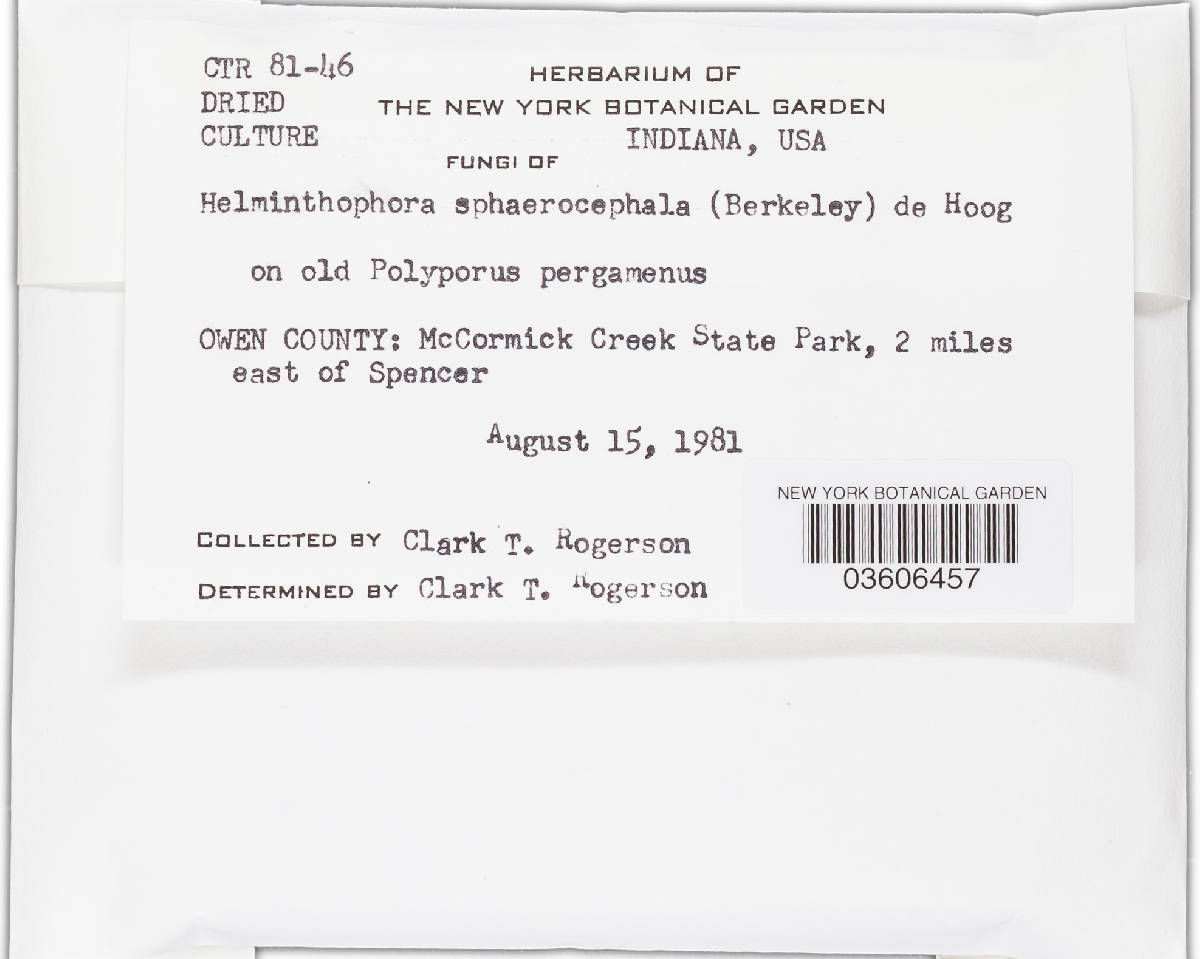 CTR 81-46
HERBARIUM OF
DRIED
THE NEW YORK BOTANICAL GARDEN
CULTURE
INDIANA, USA
FUNGI OF
Helminthophora sphaerocephala (Berkeley) de Hoog
on old Polyporus pergamenus
OWEN COUNTY: McCormick Creek State Park, 2 miles
east of Spencer
August 15, 1981
NEW YORK BOTANICAL GARDEN
03606457
COLLECTED BY Clark T. Rogerson
DETERMINED BY Clark T. Rogerson